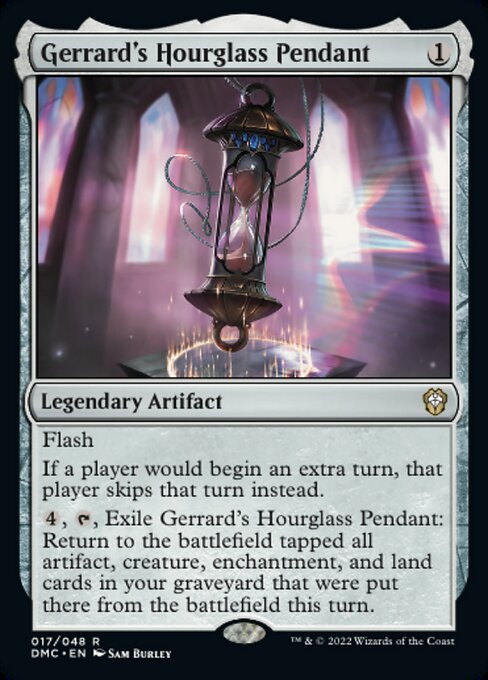 Gerrard's Hourglass Pendant 1
Legendary Artifact
Flash
If a player would begin an extra turn, that
player skips that turn instead.
4, , Exile Gerrard's Hourglass Pendant:
Return to the battlefield tapped all
artifact, creature, enchantment, and land
cards in your graveyard that were put
there from the battlefield this turn.
017/048 R
DMC • EN SAM BURLEY
™ & © 2022 Wizards of the Coast